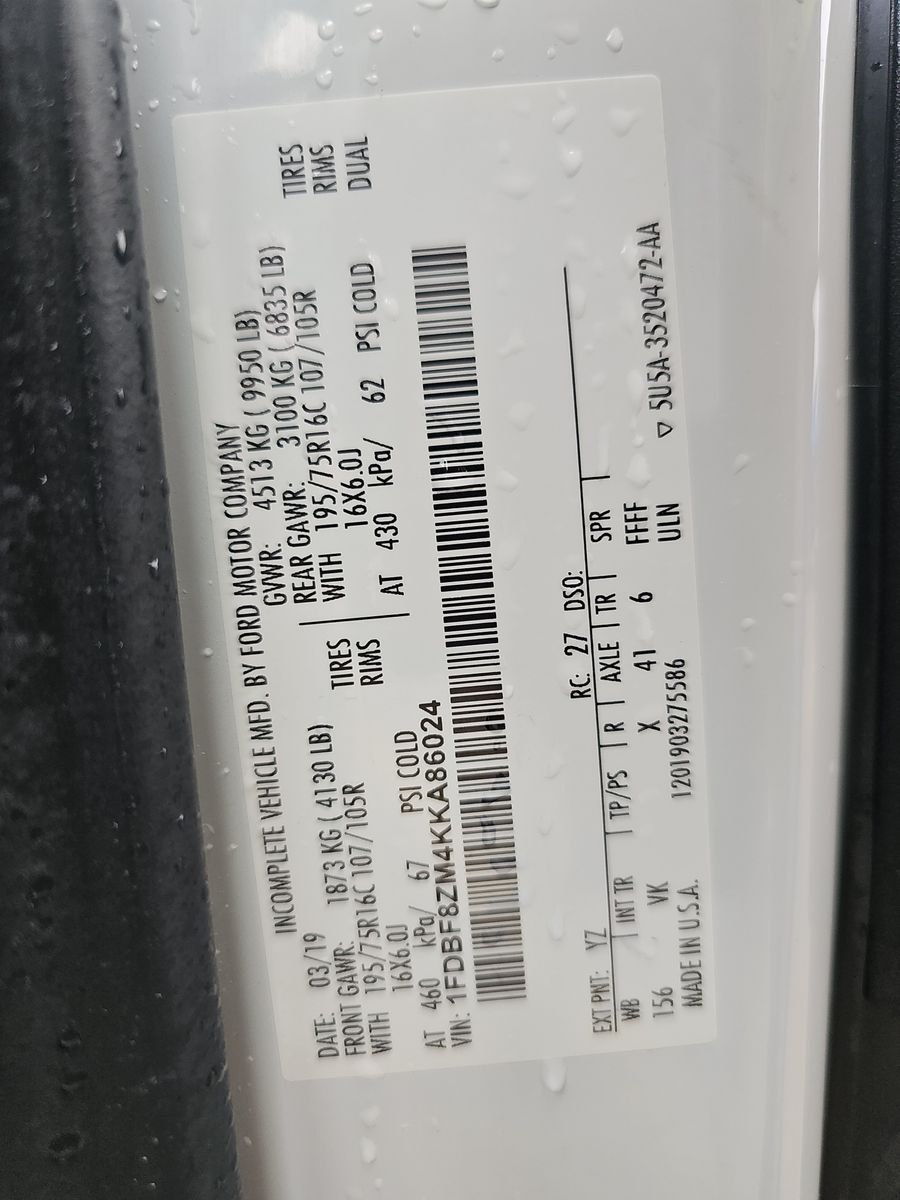 INCOMPLETE VEHICLE MFD. BY FORD MOTOR COMPANY
DATE: 03/19 GVWR: 4513 KG ( 9950 LB)
FRONT GAWR: 1873 KG ( 4130 LB) REAR GAWR: 3100 KG ( 6835 LB)
WITH 195/75R16C 107/105R TIRES WITH 195/75R16C 107/105R TIRES
16X6.0J RIMS 16X6.0J RIMS
AT 460 kPa/ 67 PSI COLD AT 430 kPa/ 62 PSI COLD DUAL
VIN: 1FDBF8ZM4KKA86024
EXT PNT: YZ RC: 27 DSO:
WB INT TR TP/PS R AXLE TR SPR
156 VK X 41 6 FFFF
MADE IN U.S.A. 1201903275586 ULN
▽ 5U5A-3520472-AA